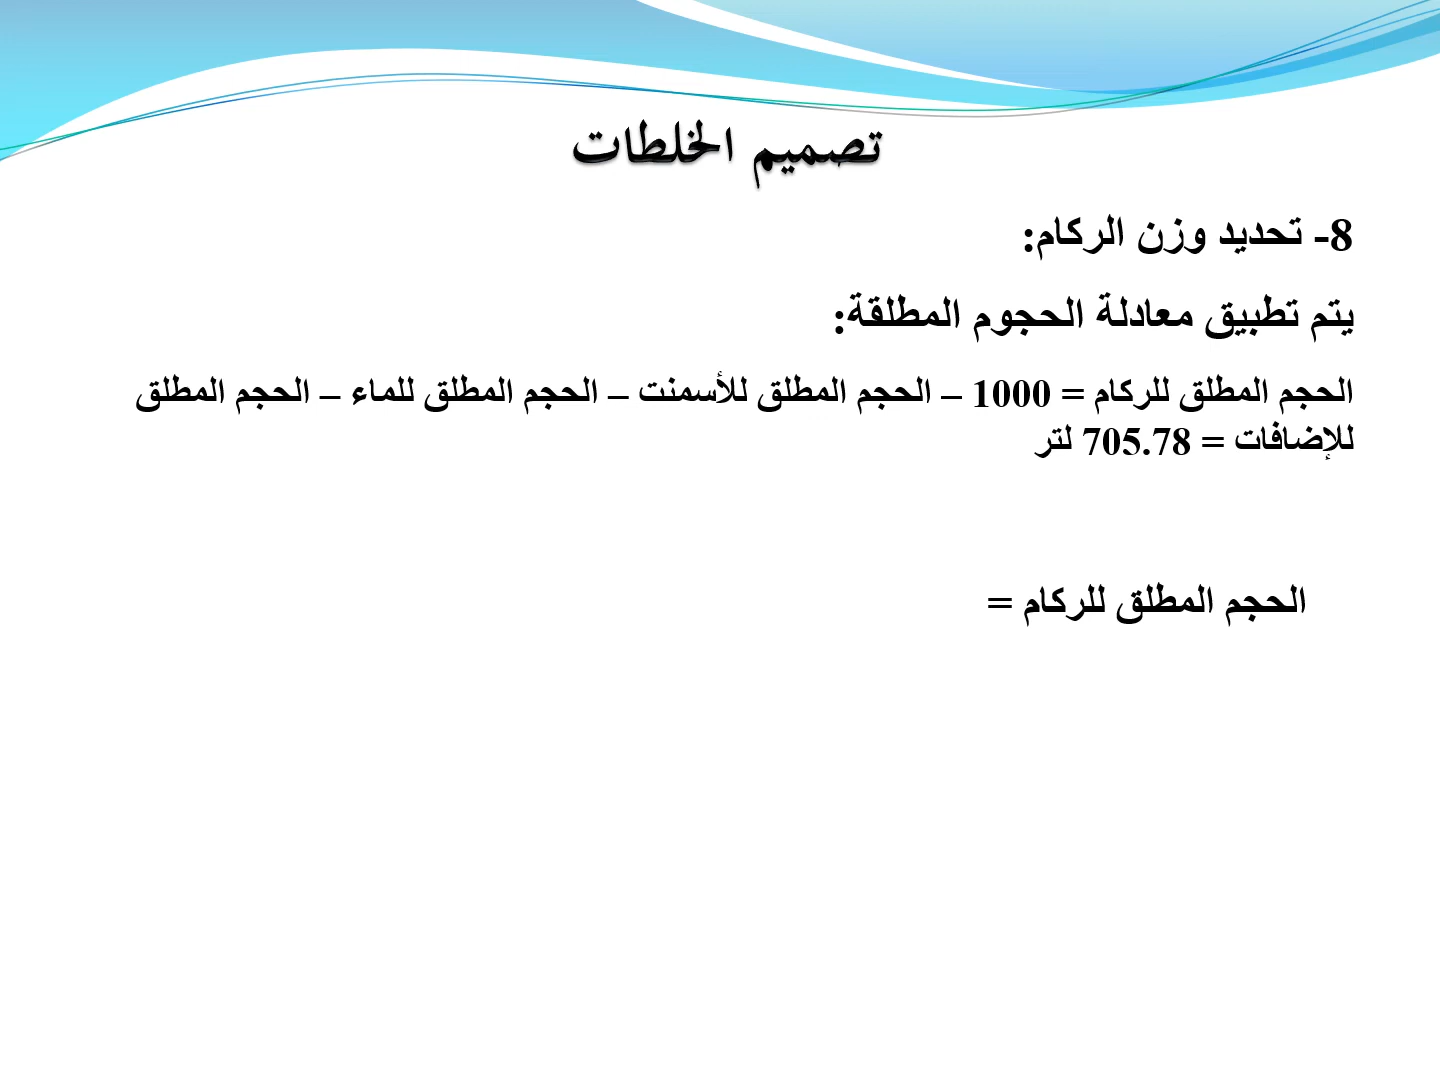 تصميم الخلطات
8- تحديد وزن الركام:
يتم تطبيق معادلة الحجوم المطلقة:
الحجم المطلق للركام = 1000 – الحجم المطلق للأسمنت – الحجم المطلق للماء – الحجم المطلق
للإضافات = 705.78 لتر
الحجم المطلق للركام =